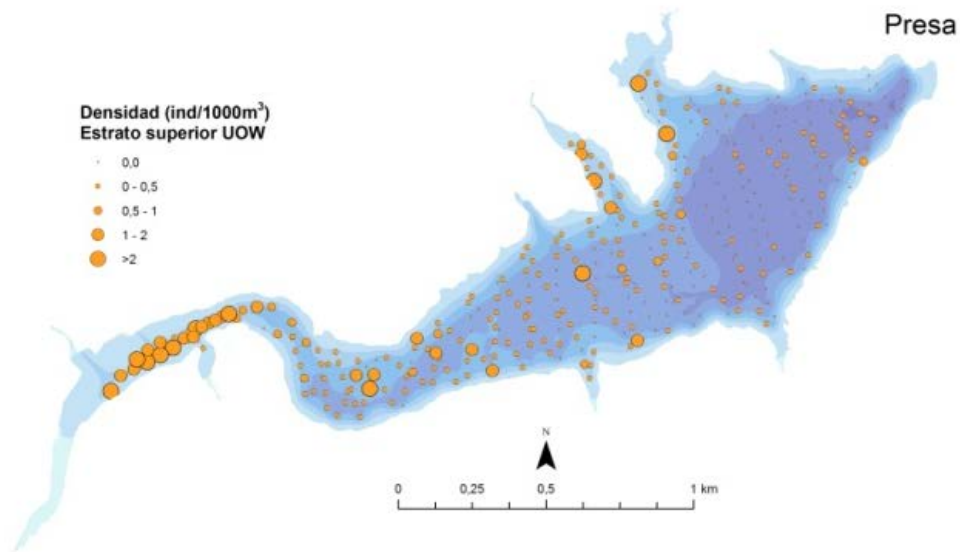 Presa
Densidad (ind/1000m³)
Estrato superior UOW
0,0
0 - 0,5
0,5 - 1
1 - 2
>2
N
0 0,25 0,5 1 km